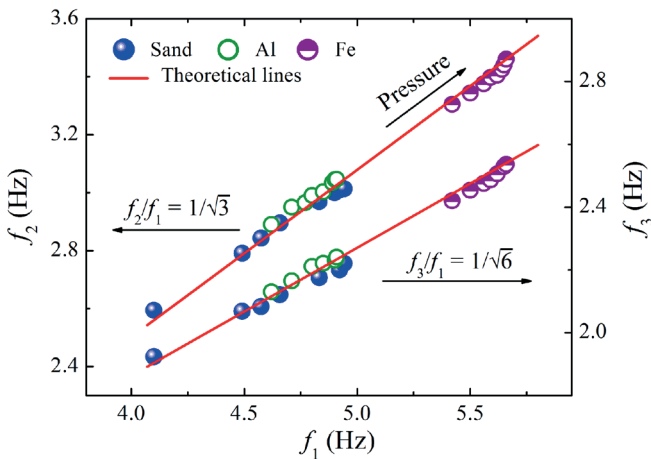 Sand Al Fe
Theoretical lines
Pressure
f₂/f₁ = 1/√3
f₃/f₁ = 1/√6
f₂ (Hz)
3.6
3.2
2.8
2.4
f₃ (Hz)
2.8
2.4
2.0
4.0 4.5 5.0 5.5
f₁ (Hz)